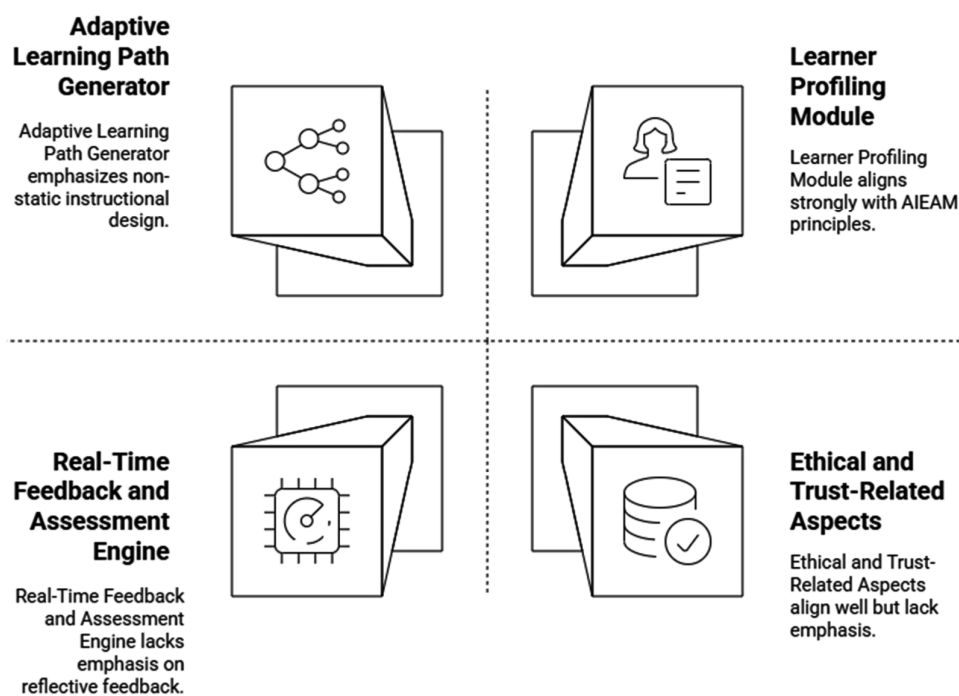 Adaptive
Learning Path
Generator
Adaptive Learning
Path Generator
emphasizes non-
static instructional
design.
Learner
Profiling
Module
Learner Profiling
Module aligns
strongly with AIEAM
principles.
Real-Time
Feedback and
Assessment
Engine
Real-Time Feedback
and Assessment
Engine lacks
emphasis on
reflective feedback.
Ethical and
Trust-Related
Aspects
Ethical and Trust-
Related Aspects
align well but lack
emphasis.